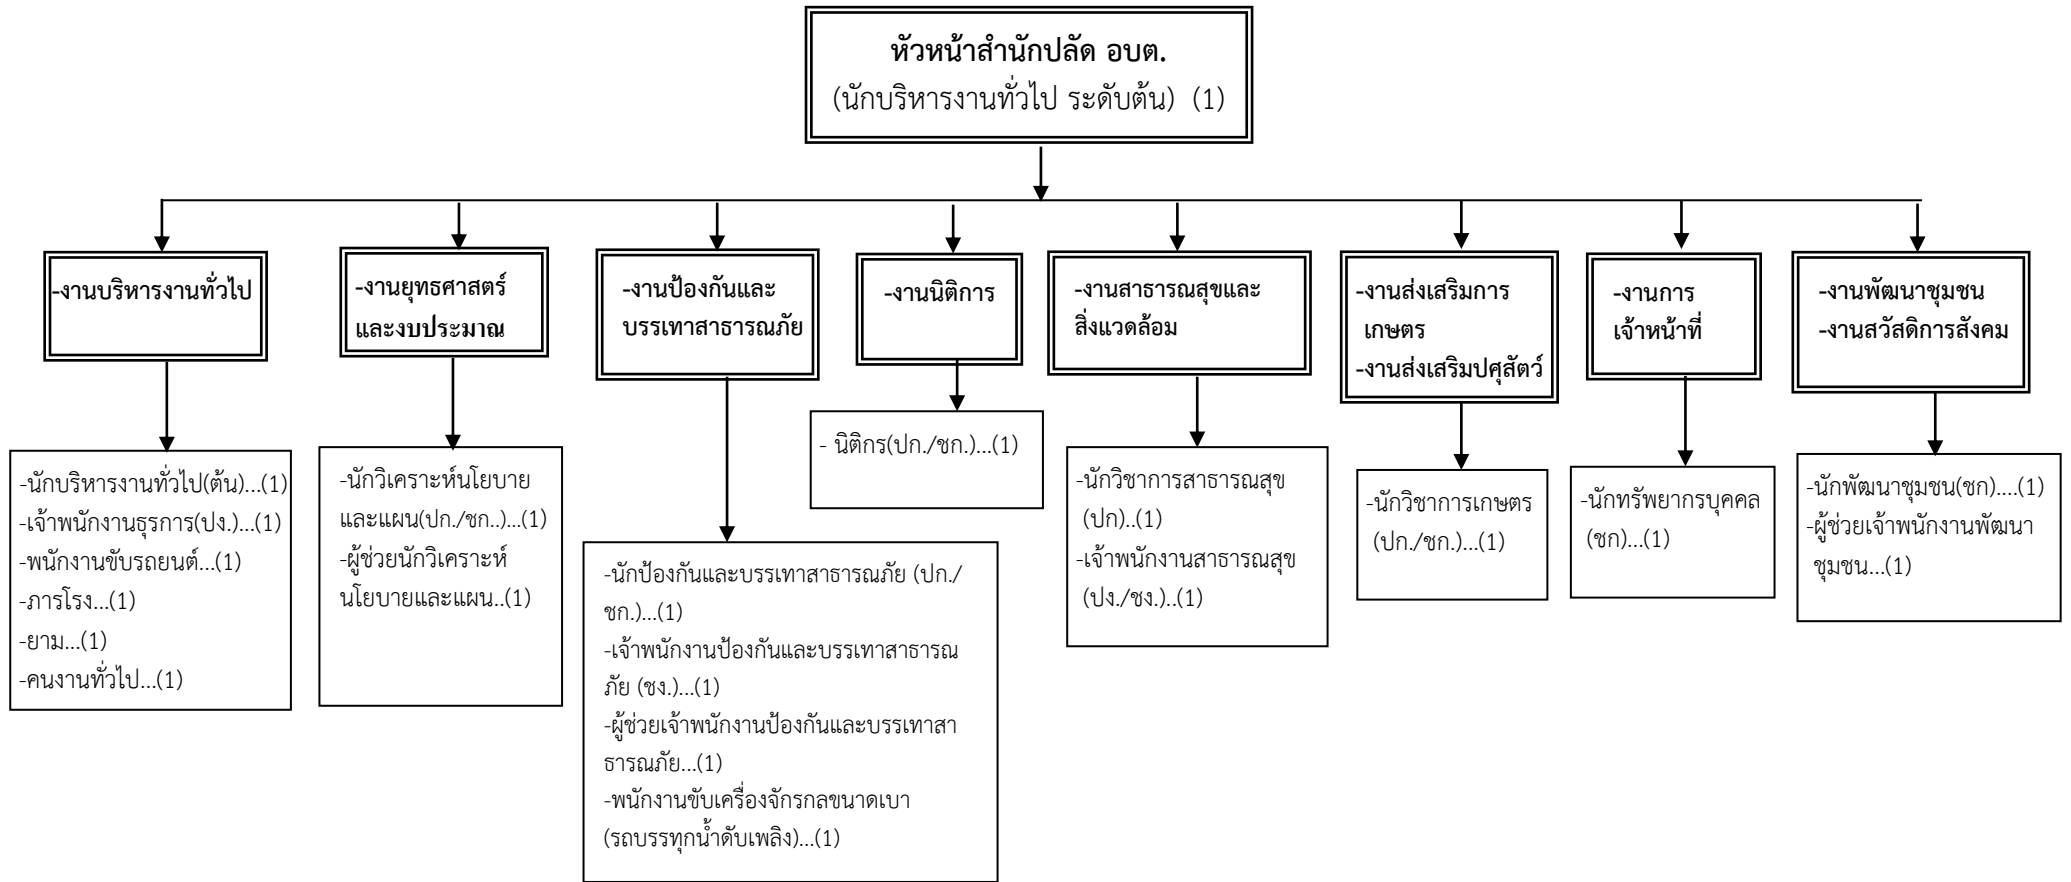 หัวหน้าสำนักปลัด อบต.
(นักบริหารงานทั่วไป ระดับต้น) (1)
-งานบริหารงานทั่วไป
-งานยุทธศาสตร์
และงบประมาณ
-งานป้องกันและ
บรรเทาสาธารณภัย
-งานนิติการ
-งานสาธารณสุขและ
สิ่งแวดล้อม
-งานส่งเสริมการ
เกษตร
-งานส่งเสริมปศุสัตว์
-งานการ
เจ้าหน้าที่
-งานพัฒนาชุมชน
-งานสวัสดิการสังคม
-นักบริหารงานทั่วไป(ต้น)...(1)
-เจ้าพนักงานธุรการ(ปง.)...(1)
-พนักงานขับรถยนต์...(1)
-ภารโรง...(1)
-ยาม...(1)
-คนงานทั่วไป...(1)
-นักวิเคราะห์นโยบาย
และแผน(ปก./ชก..)...(1)
-ผู้ช่วยนักวิเคราะห์
นโยบายและแผน..(1)
-นักป้องกันและบรรเทาสาธารณภัย (ปก./
ชก.)...(1)
-เจ้าพนักงานป้องกันและบรรเทาสาธารณ
ภัย (ชง.)...(1)
-ผู้ช่วยเจ้าพนักงานป้องกันและบรรเทาสา
ธารณภัย...(1)
-พนักงานขับเครื่องจักรกลขนาดเบา
(รถบรรทุกน้ำดับเพลิง)...(1)
- นิติกร(ปก./ชก.)...(1)
-นักวิชาการสาธารณสุข
(ปก)..(1)
-เจ้าพนักงานสาธารณสุข
(ปง./ชง.)..(1)
-นักวิชาการเกษตร
(ปก./ชก.)...(1)
-นักทรัพยากรบุคคล
(ชก)...(1)
-นักพัฒนาชุมชน(ชก)....(1)
-ผู้ช่วยเจ้าพนักงานพัฒนา
ชุมชน...(1)